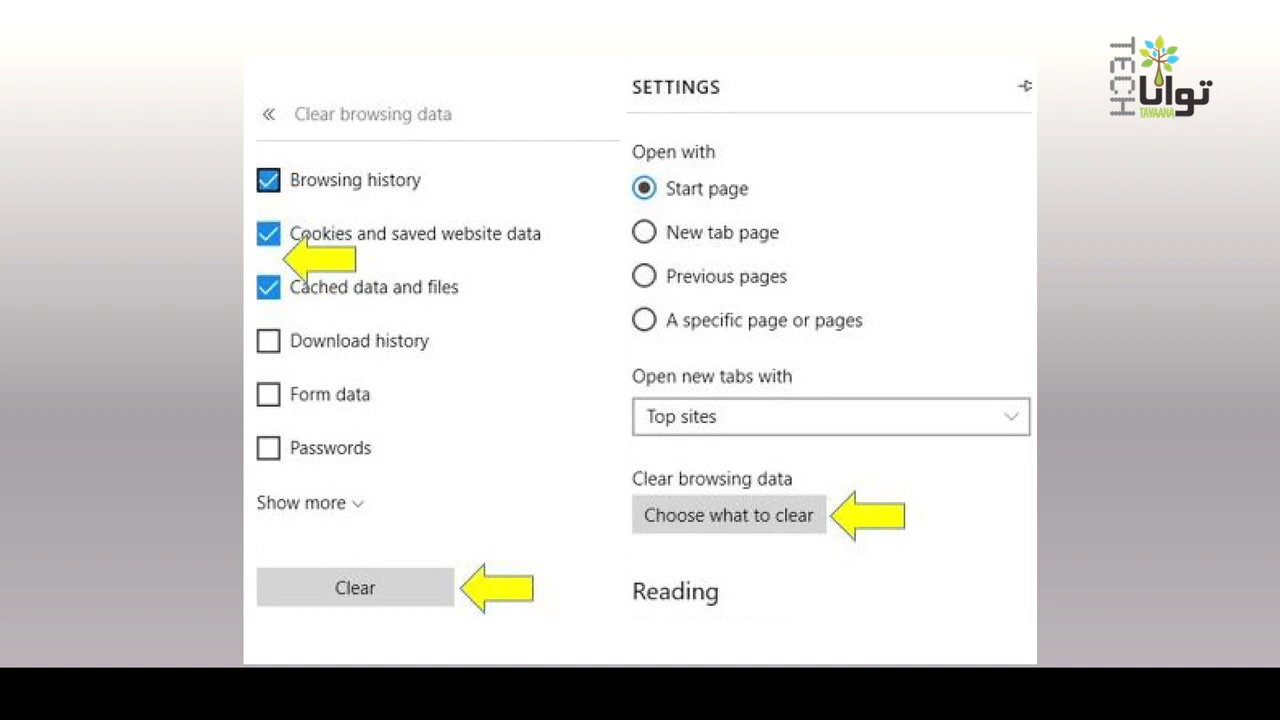 Clear browsing data
Browsing history
Cookies and saved website data
Cached data and files
Download history
Form data
Passwords
Show more
Clear
SETTINGS
Open with
Start page
New tab page
Previous pages
A specific page or pages
Open new tabs with
Top sites
Clear browsing data
Choose what to clear
Reading
TECH
توانا
TAVAANA